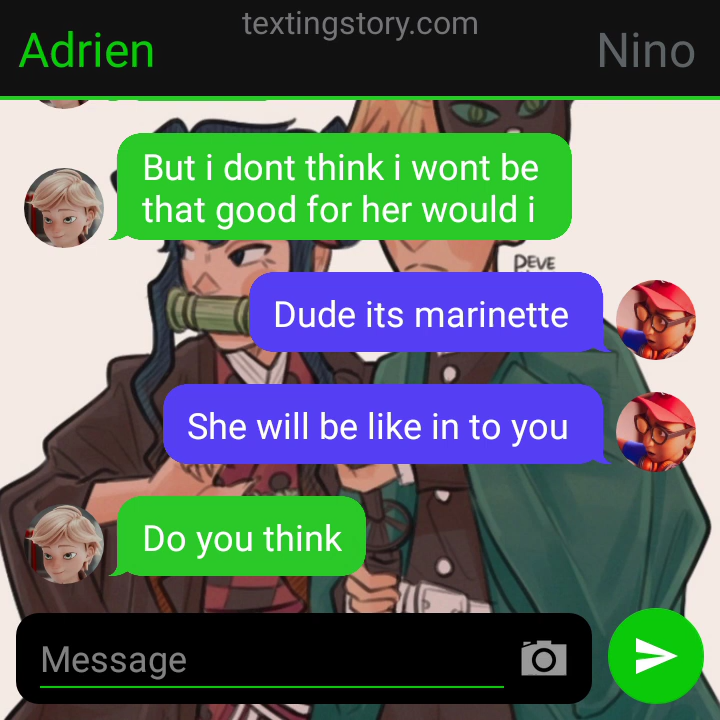 textingstory.com
Adrien
Nino
But i dont think i wont be
that good for her would i
PEVE
Dude its marinette
She will be like in to you
Do you think
Message